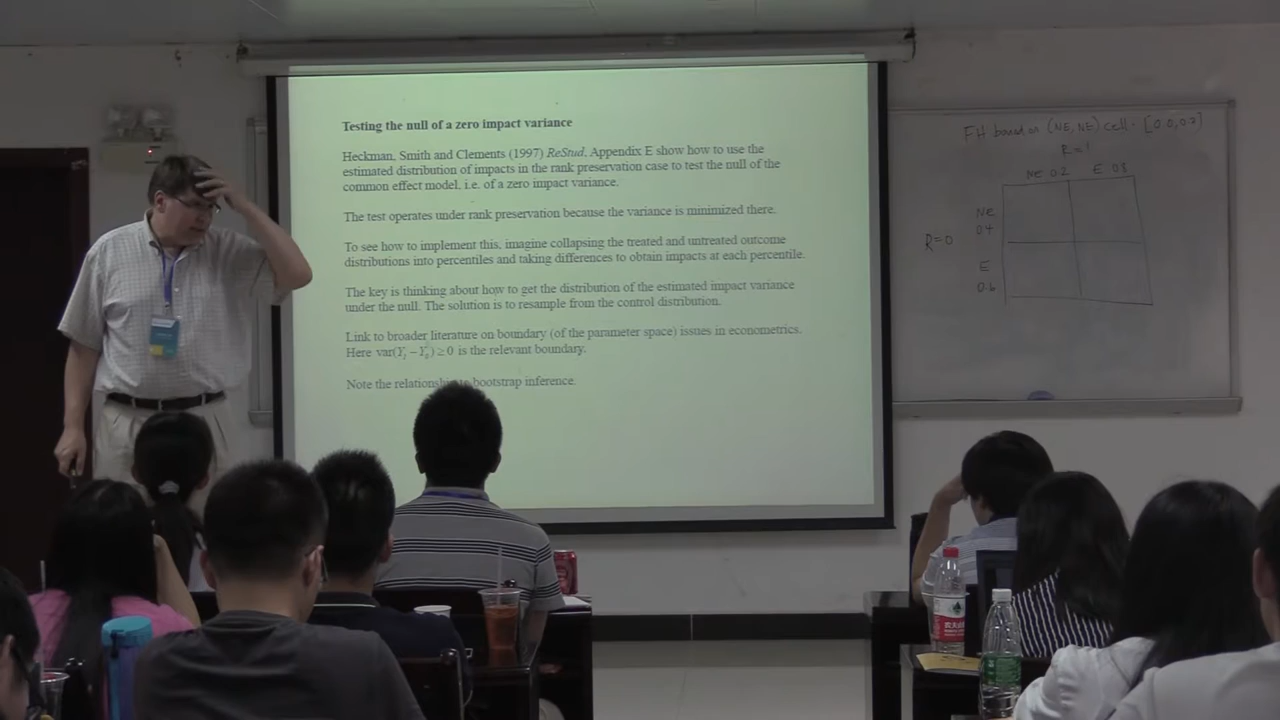 Testing the null of a zero impact variance
Heckman, Smith and Clements (1997) ReStud, Appendix E show how to use the
estimated distribution of impacts in the rank preservation case to test the null of the
common effect model, i.e. of a zero impact variance.
The test operates under rank preservation because the variance is minimized there.
To see how to implement this, imagine collapsing the treated and untreated outcome
distributions into percentiles and taking differences to obtain impacts at each percentile.
The key is thinking about how to get the distribution of the estimated impact variance
under the null. The solution is to resample from the control distribution.
Link to broader literature on boundary (of the parameter space) issues in econometrics.
Here var(Y₁ − Y₀) ≥ 0 is the relevant boundary.
Note the relationship to bootstrap inference.
FH based on (NE, NE) cell. [0.0, 0.2]
R=1
NE 0.2 E 0.8
NE
0.4
R=0
E
0.6